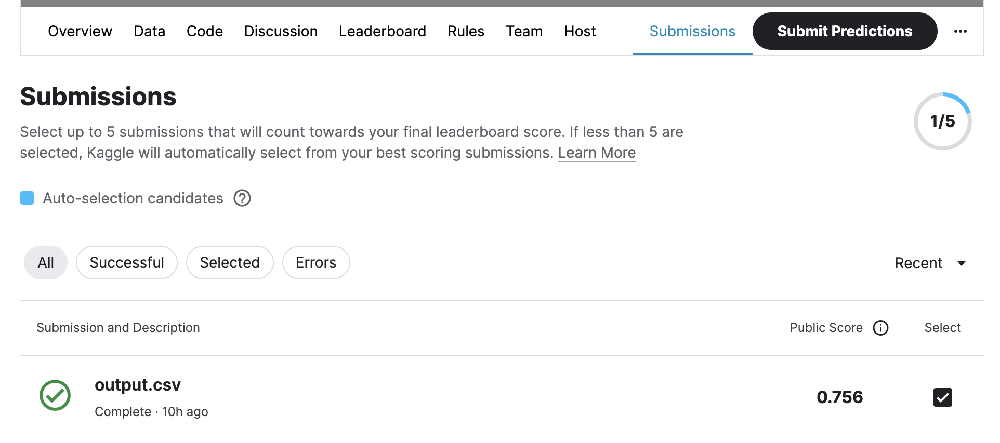 Overview Data Code Discussion Leaderboard Rules Team Host Submissions Submit Predictions
Submissions
1/5
Select up to 5 submissions that will count towards your final leaderboard score. If less than 5 are
selected, Kaggle will automatically select from your best scoring submissions. Learn More
Auto-selection candidates
All Successful Selected Errors Recent
Submission and Description Public Score Select
output.csv
0.756
Complete · 10h ago